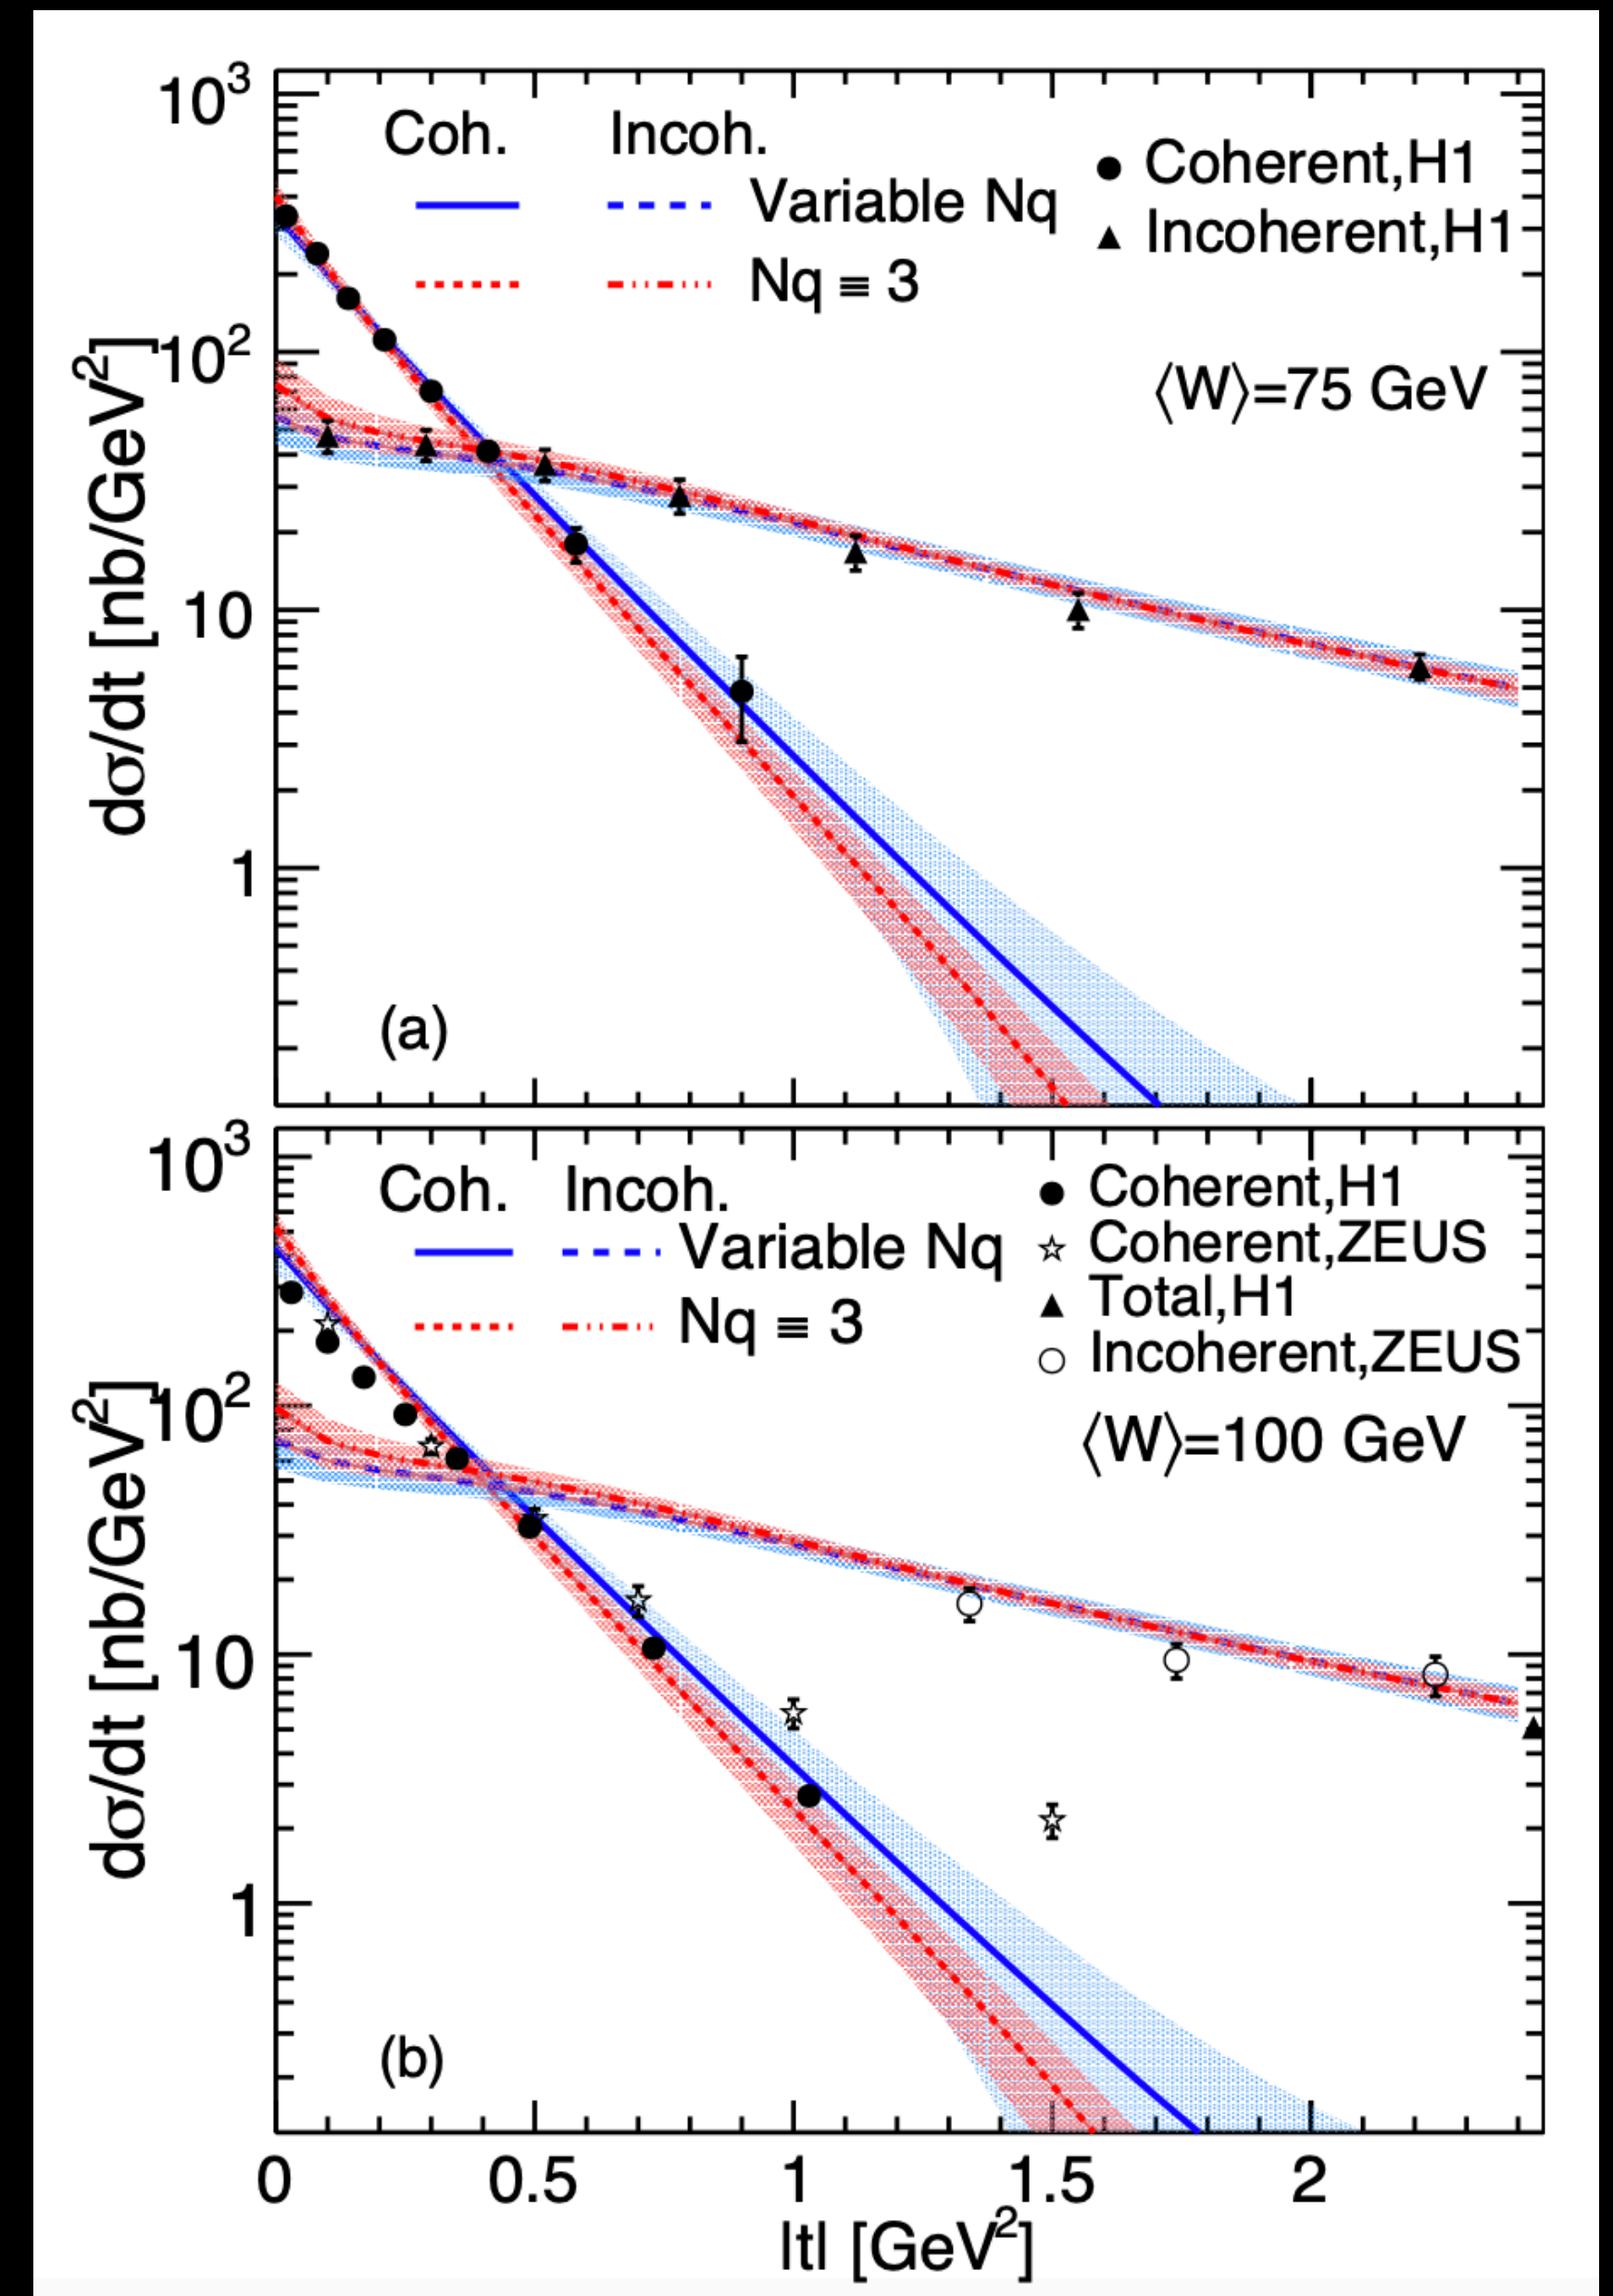 10³
Coh. Incoh.
Variable Nq
Nq ≡ 3
Coherent,H1
Incoherent,H1
⟨W⟩=75 GeV
10²
10
1
dσ/dt [nb/GeV²]
(a)
10³
Coh. Incoh.
Variable Nq
Nq ≡ 3
Coherent,H1
Coherent,ZEUS
Total,H1
Incoherent,ZEUS
⟨W⟩=100 GeV
10²
10
1
dσ/dt [nb/GeV²]
(b)
0 0.5 1 1.5 2
|t| [GeV²]